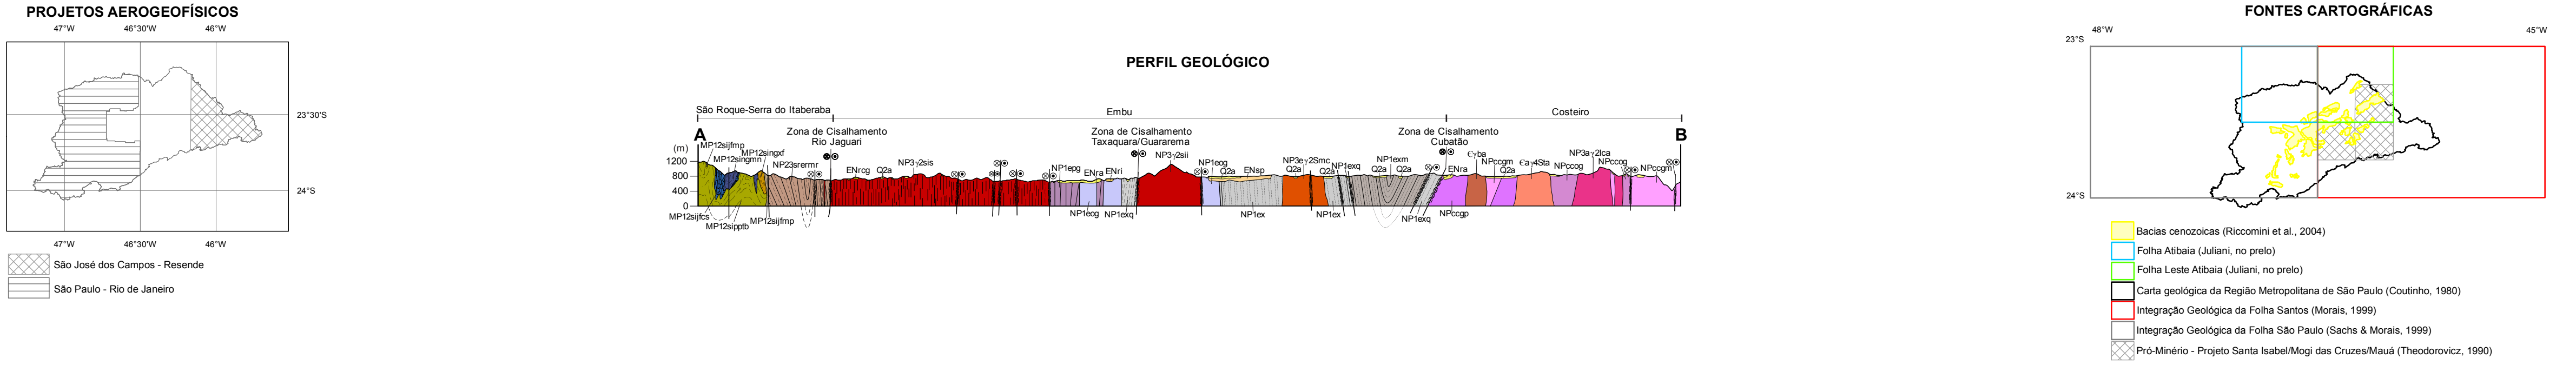 PROJETOS AEROGEOFÍSICOS
47°W 46°30'W 46°W
23°30'S
24°S
47°W 46°30'W 46°W
São José dos Campos - Resende
São Paulo - Rio de Janeiro
PERFIL GEOLÓGICO
São Roque-Serra do Itaberaba Embu Costeiro
A B
Zona de Cisalhamento
Rio Jaguari
Zona de Cisalhamento
Taxaquara/Guararema
Zona de Cisalhamento
Cubatão
(m)
1200
800
400
0
MP12sijfmp
MP12singmn
MP12singxf
NP23srermr
ENrcg
Q2a
NP3γ2sis
NP1epg
ENra
ENri
NP3γ2sii
NP1eog
Q2a
ENsp
NP3eγ2Smc
Q2a
Q2a
NP1exq
NP1exm
Q2a
Q2a
ENra
Єγba
NPccgm
Єaγ4Sta
NPccog
NP3aγ2Ica
NPccog
NPccgm
MP12sijfcs
MP12sipptb
MP12sijfmp
NP1eog
NP1exq
NP1ex
NP1ex
NP1exq
NPccgp
FONTES CARTOGRÁFICAS
48°W 45°W
23°S
24°S
Bacias cenozoicas (Riccomini et al., 2004)
Folha Atibaia (Juliani, no prelo)
Folha Leste Atibaia (Juliani, no prelo)
Carta geológica da Região Metropolitana de São Paulo (Coutinho, 1980)
Integração Geológica da Folha Santos (Morais, 1999)
Integração Geológica da Folha São Paulo (Sachs & Morais, 1999)
Pró-Minério - Projeto Santa Isabel/Mogi das Cruzes/Mauá (Theodorovicz, 1990)